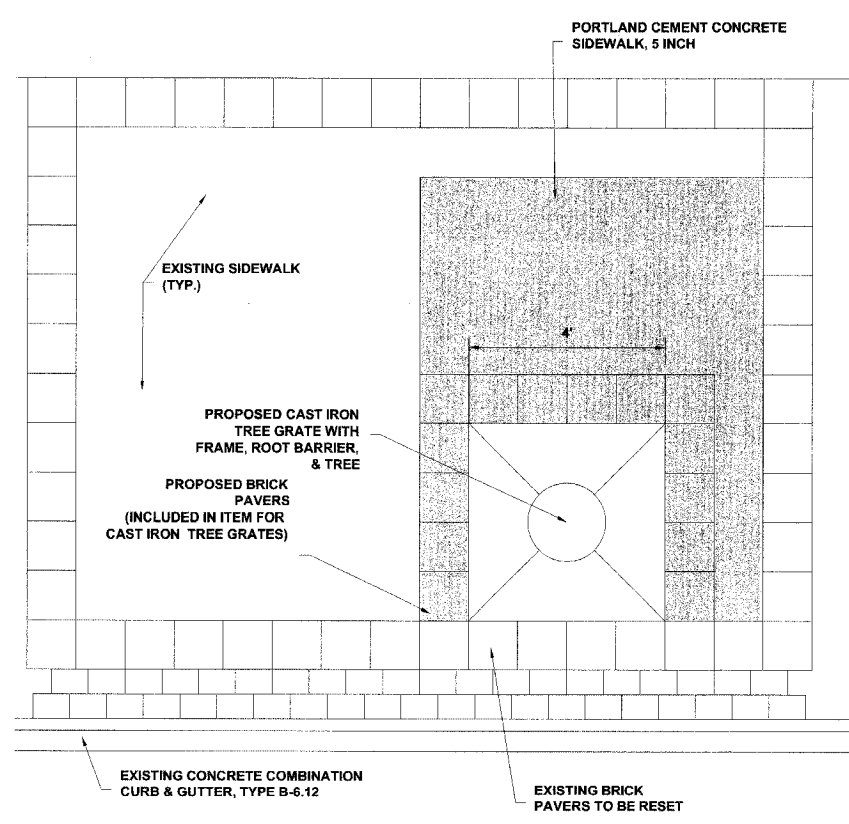 PORTLAND CEMENT CONCRETE
SIDEWALK, 5 INCH
EXISTING SIDEWALK
(TYP.)
4'
PROPOSED CAST IRON
TREE GRATE WITH
FRAME, ROOT BARRIER,
& TREE
PROPOSED BRICK
PAVERS
(INCLUDED IN ITEM FOR
CAST IRON TREE GRATES)
EXISTING CONCRETE COMBINATION
CURB & GUTTER, TYPE B-6.12
EXISTING BRICK
PAVERS TO BE RESET